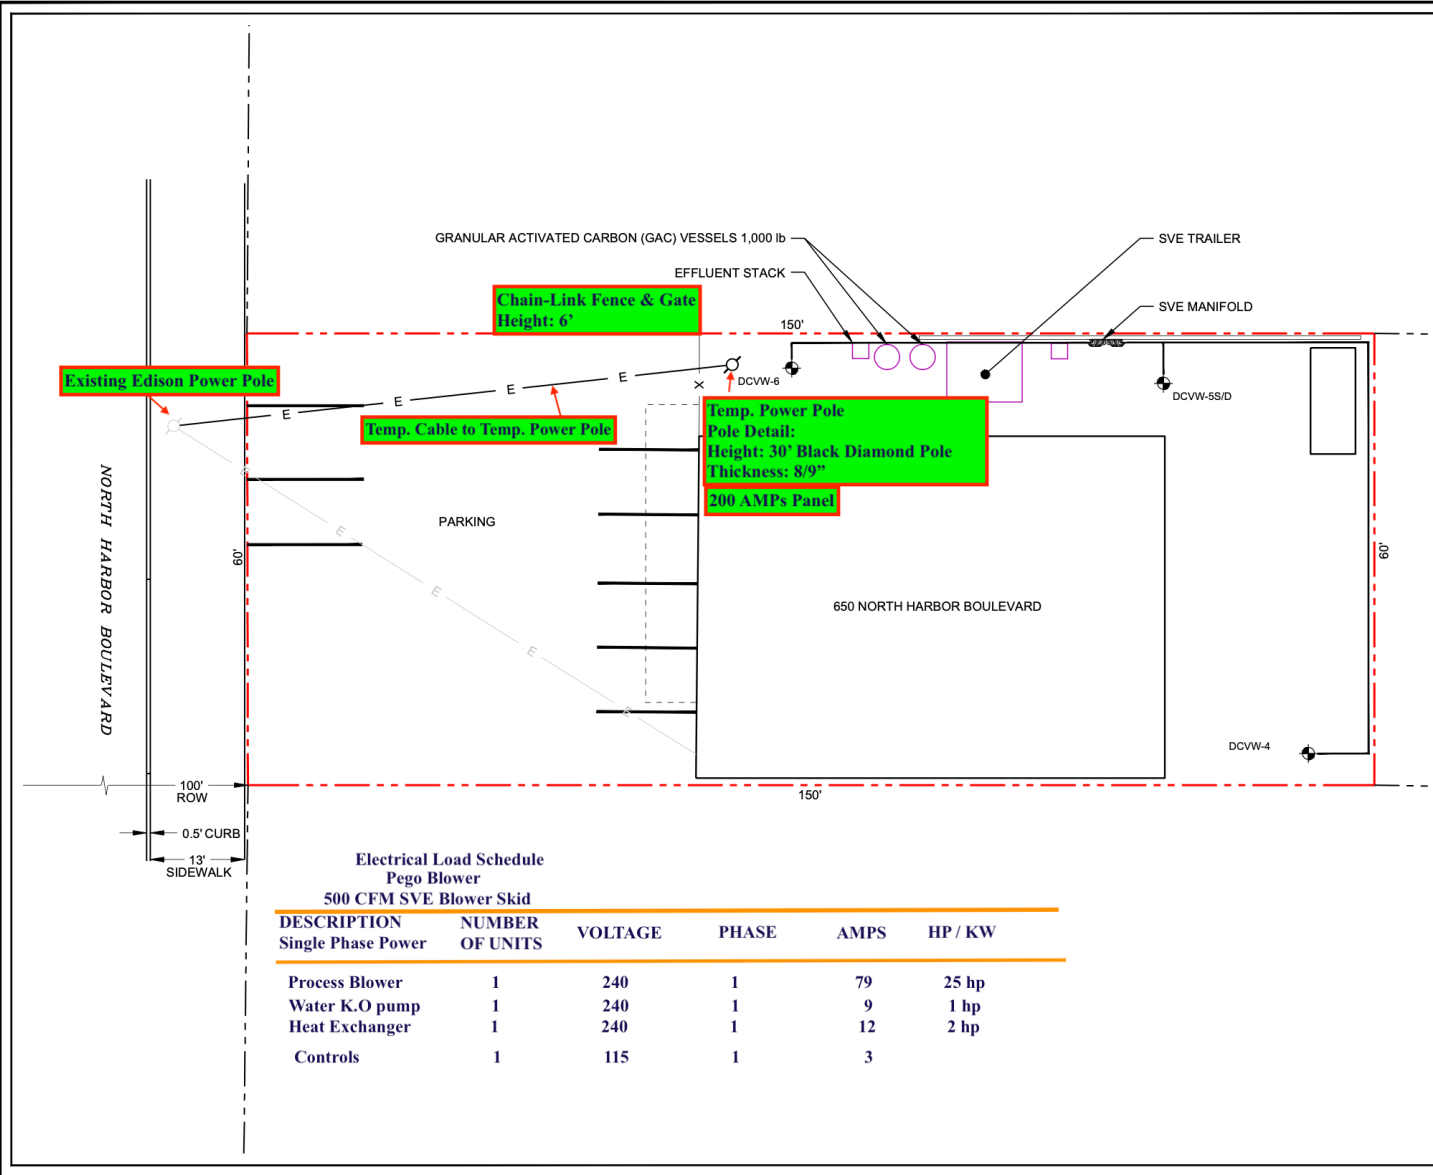 GRANULAR ACTIVATED CARBON (GAC) VESSELS 1,000 lb
SVE TRAILER
EFFLUENT STACK
Chain-Link Fence & Gate
Height: 6’
SVE MANIFOLD
150'
Existing Edison Power Pole
DCVW-6
X
DCVW-5S/D
E
E
E
E
Temp. Cable to Temp. Power Pole
Temp. Power Pole
Pole Detail:
Height: 30’ Black Diamond Pole
Thickness: 8/9”
200 AMPs Panel
E
E
E
E
E
PARKING
NORTH HARBOR BOULEVARD
60'
60'
650 NORTH HARBOR BOULEVARD
DCVW-4
100'
ROW
150'
0.5' CURB
13'
SIDEWALK
Electrical Load Schedule
Pego Blower
500 CFM SVE Blower Skid
DESCRIPTION NUMBER VOLTAGE PHASE AMPS HP / KW
Single Phase Power OF UNITS
Process Blower 1 240 1 79 25 hp
Water K.O pump 1 240 1 9 1 hp
Heat Exchanger 1 240 1 12 2 hp
Controls 1 115 1 3